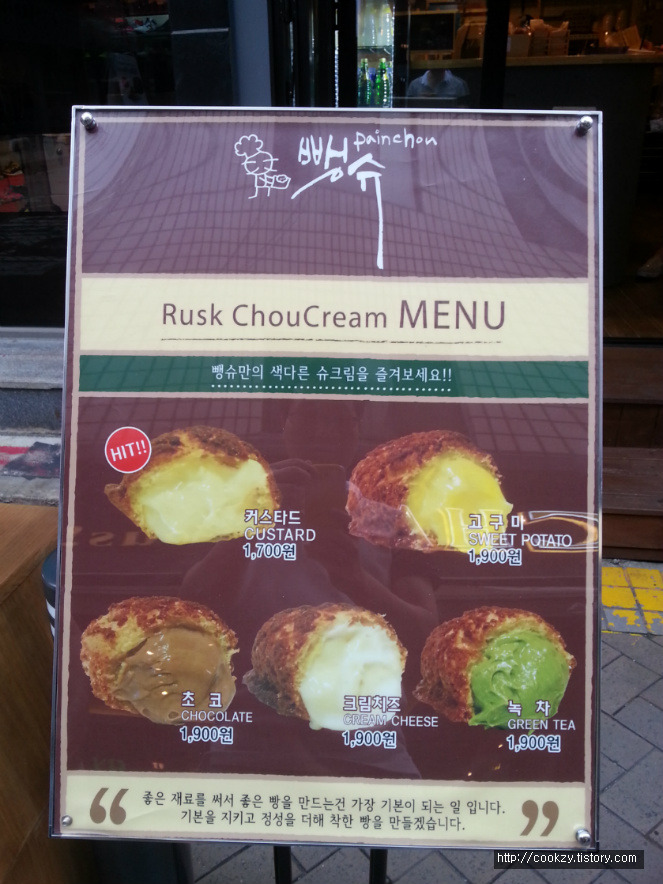 painchou
뺑슈
Rusk ChouCream MENU
뺑슈만의 색다른 슈크림을 즐겨보세요!!
HIT!!
커스타드
CUSTARD
1,700원
고구마
SWEET POTATO
1,900원
초코
CHOCOLATE
1,900원
크림치즈
CREAM CHEESE
1,900원
녹차
GREEN TEA
1,900원
“ 좋은 재료를 써서 좋은 빵을 만드는건 가장 기본이 되는 일 입니다.
기본을 지키고 정성을 더해 착한 빵을 만들겠습니다. ”
http://cookzy.tistory.com